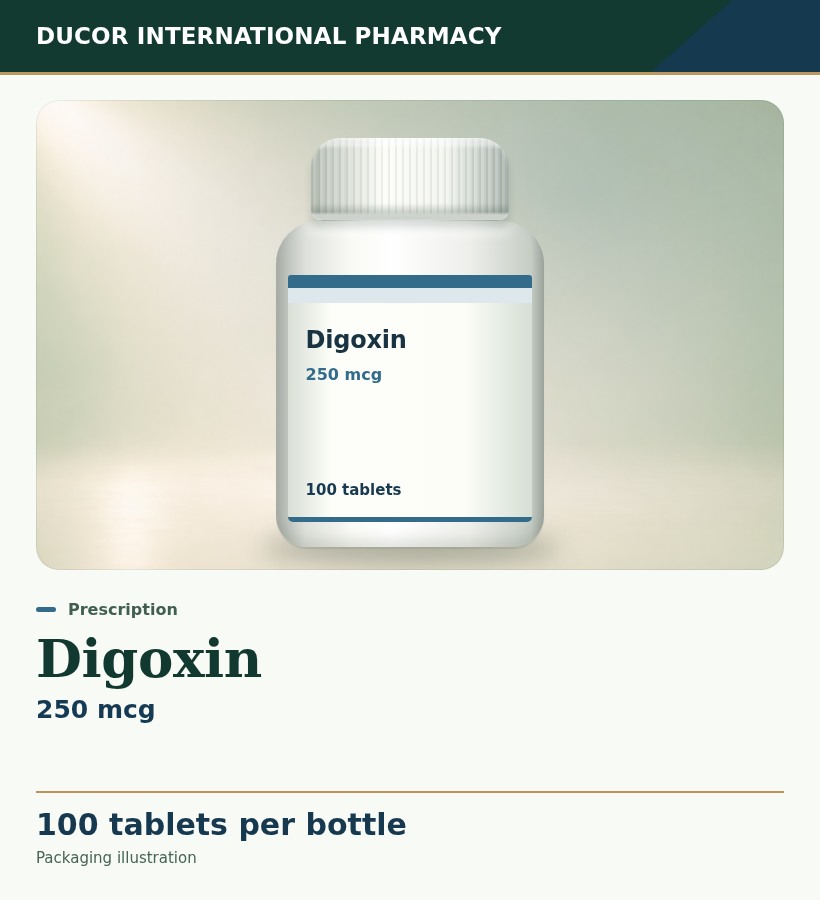 DUCOR INTERNATIONAL PHARMACY
Digoxin
250 mcg
100 tablets
Prescription
Digoxin
250 mcg
100 tablets per bottle
Packaging illustration